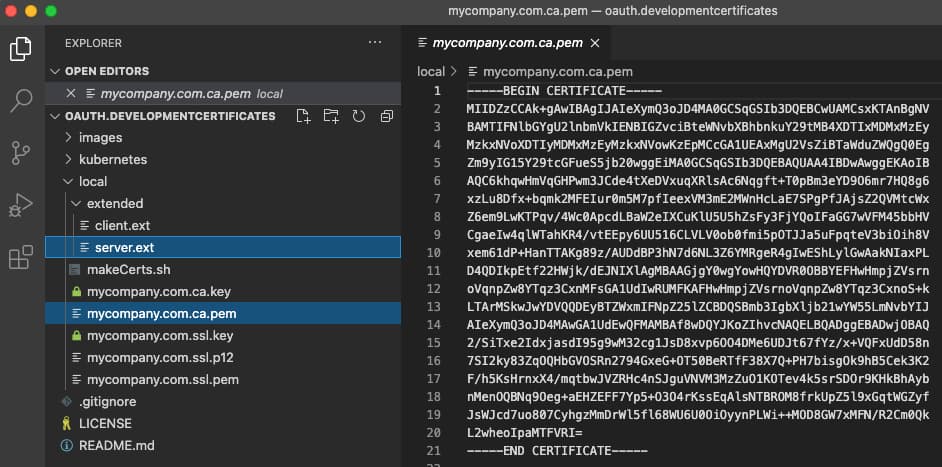 mycompany.com.ca.pem — oauth.developmentcertificates
EXPLORER
OPEN EDITORS
mycompany.com.ca.pem local
OAUTH.DEVELOPMENTCERTIFICATES
images
kubernetes
local
extended
client.ext
server.ext
makeCerts.sh
mycompany.com.ca.key
mycompany.com.ca.pem
mycompany.com.ssl.key
mycompany.com.ssl.p12
mycompany.com.ssl.pem
.gitignore
LICENSE
README.md
mycompany.com.ca.pem
local > mycompany.com.ca.pem
1 -----BEGIN CERTIFICATE-----
2 MIIDZzCCAk+gAwIBAgIJAIeXymQ3oJD4MA0GCSqGSIb3DQEBCwUAMCsxKTAnBgNV
3 BAMTIFNlbGYgU2lnbmVkIENBIGZvciBteWNvbXBhbnkuY29tMB4XDTIxMDMxMzEy
4 MzkxNVoXDTIyMDMxMzEyMzkxNVowKzEpMCcGA1UEAxMgU2VsZiBTaWduZWQgQ0Eg
5 Zm9yIG15Y29tcGFueS5jb20wggEiMA0GCSqGSIb3DQEBAQUAA4IBDwAwggEKAoIB
6 AQC6khqwHmVqGHPwm3JCde4tXeDVxuqXRlsAc6Nqgft+T0pBm3eYD9O6mr7HQ8g6
7 xzLu8Dfx+bqmk2MFEIur0m5M7pfIeexVM3mE2MWnHcLaE7SPgPfJAjsZ2QVMtcWx
8 Z6em9LwKTPqv/4Wc0ApcdLBaW2eIXCuKlU5U5hZsFy3FjYQoIFaGG7wVFM45bbHV
9 CgaeIw4qlWTahKR4/vtEEpy6UU516CLVLV0ob0fmi5pOTJJa5uFpqteV3biOih8V
10 xem61dP+HanTTAKg89z/AUDdBP3hN7d6NL3Z6YMRgeR4gIwEShLylGwAakNIaxPL
11 D4QDIkpEtf22HWjk/dEJNIXlAgMBAAGjgY0wgYowHQYDVR0OBBYEFHwHmpjZVsrn
12 oVqnpZw8YTqz3CxnMFsGA1UdIwRUMFKAFHwHmpjZVsrnoVqnpZw8YTqz3CxnoS+k
13 LTArMSkwJwYDVQQDEyBTZWxmIFNpZ25lZCBDQSBmb3IgbXljb21wYW55LmNvbYIJ
14 AIeXymQ3oJD4MAwGA1UdEwQFMAMBAf8wDQYJKoZIhvcNAQELBQADggEBADwjOBAQ
15 2/SiTxe2IdxjasdI95g9wM32cg1JsD8xvp6OO4DMe6UDJt67fYz/x+VQFxUdD58n
16 7SI2ky83ZqOQHbGVOSRn2794GxeG+OT50BeRTfF38X7Q+PH7bisgOk9hB5Cek3K2
17 F/h5KsHrnxX4/mqtbwJVZRHc4nSJguVNVM3MzZuO1KOTev4k5srSDOr9KHkBhAyb
18 nMenOQBNq9Oeg+aEHZEFF7Yp5+O3O4rKssEqAlsNTBROM8frkUpZ5l9xGqtWGZyf
19 JsWJcd7uo807CyhgzMmDrWl5fl68WU6U0OiOyynPLWi++MOD8GW7xMFN/R2Cm0Qk
20 L2wheoIpaMTFVRI=
21 -----END CERTIFICATE-----